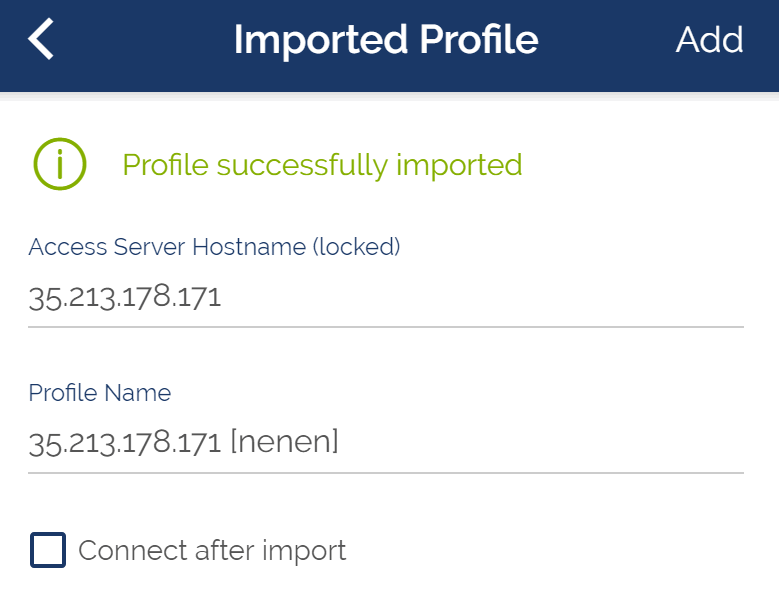 Imported Profile
Add
Profile successfully imported
Access Server Hostname (locked)
35.213.178.171
Profile Name
35.213.178.171 [nenen]
Connect after import